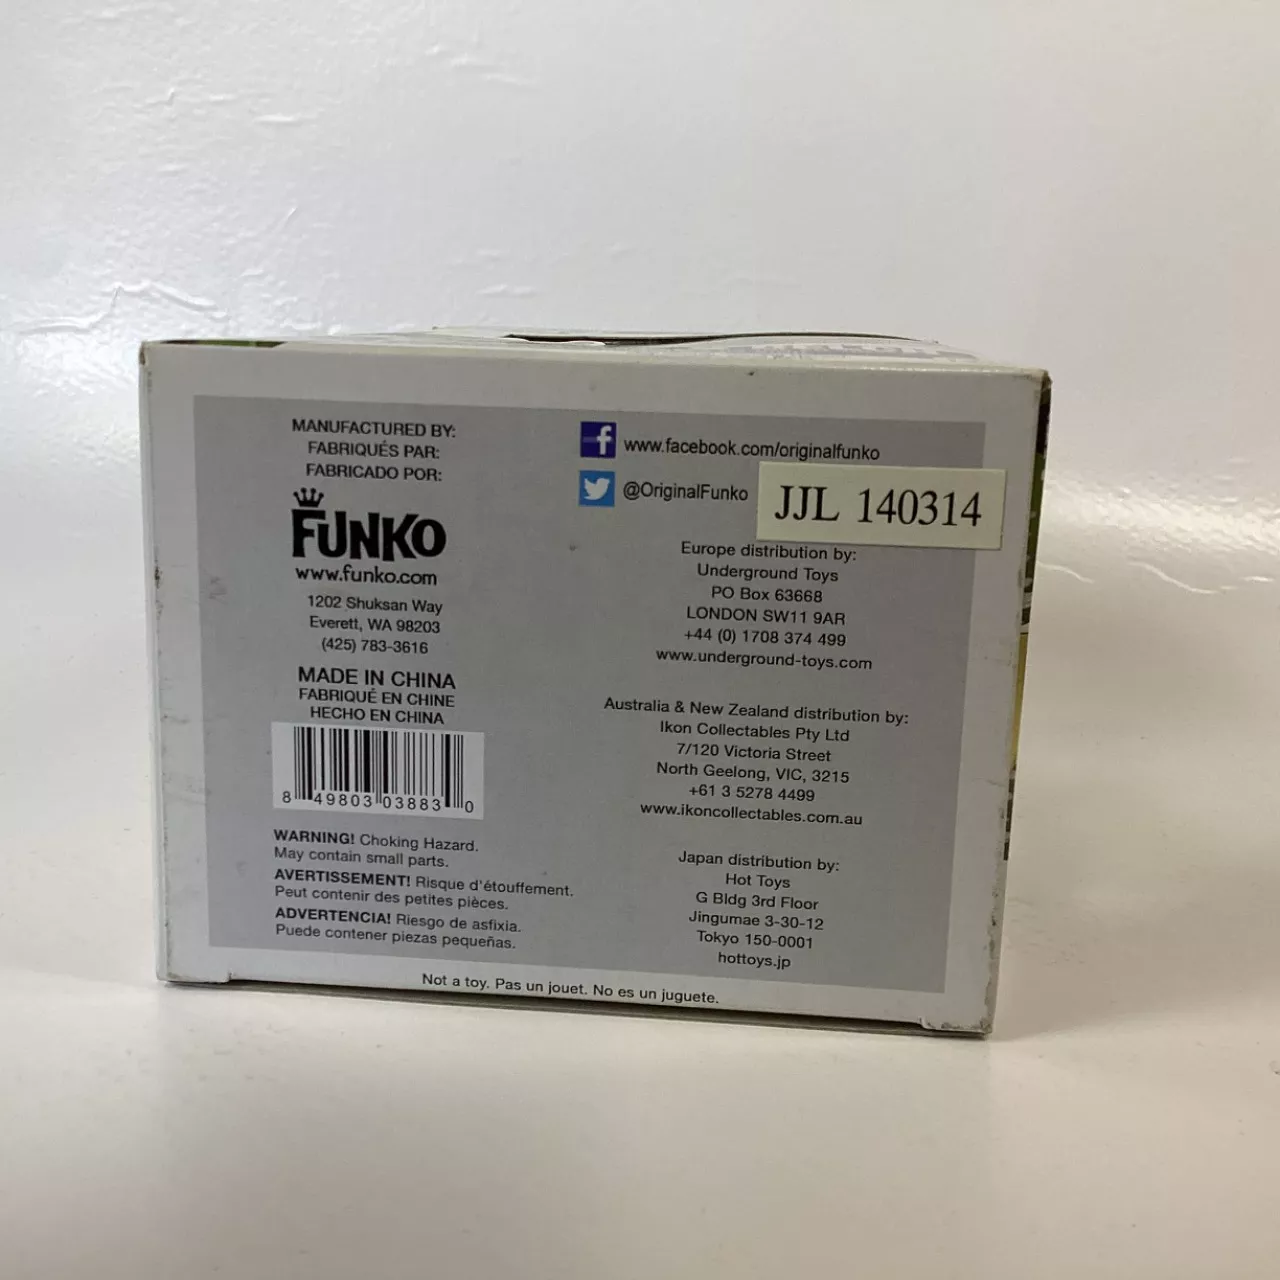 MANUFACTURED BY:
FABRIQUÉS PAR:
FABRICADO POR:
FUNKO
www.funko.com
1202 Shuksan Way
Everett, WA 98203
(425) 783-3616
MADE IN CHINA
FABRIQUÉ EN CHINE
HECHO EN CHINA
8 49803 03883 0
WARNING! Choking Hazard.
May contain small parts.
AVERTISSEMENT! Risque d'étouffement.
Peut contenir des petites pièces.
ADVERTENCIA! Riesgo de asfixia.
Puede contener piezas pequeñas.
f www.facebook.com/originalfunko
@OriginalFunko
JJL 140314
Europe distribution by:
Underground Toys
PO Box 63668
LONDON SW11 9AR
+44 (0) 1708 374 499
www.underground-toys.com
Australia & New Zealand distribution by:
Ikon Collectables Pty Ltd
7/120 Victoria Street
North Geelong, VIC, 3215
+61 3 5278 4499
www.ikoncollectables.com.au
Japan distribution by:
Hot Toys
G Bldg 3rd Floor
Jingumae 3-30-12
Tokyo 150-0001
hottoys.jp
Not a toy. Pas un jouet. No es un juguete.